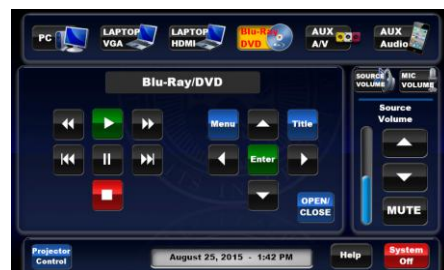 PC
LAPTOP
VGA
LAPTOP
HDMI
Blu-Ray
DVD
AUX
A/V
AUX
Audio
Blu-Ray/DVD
SOURCE
VOLUME
MIC
VOLUME
Source
Volume
Menu
Title
Enter
OPEN/
CLOSE
MUTE
Projector
Control
August 25, 2015 - 1:42 PM
Help
System
Off